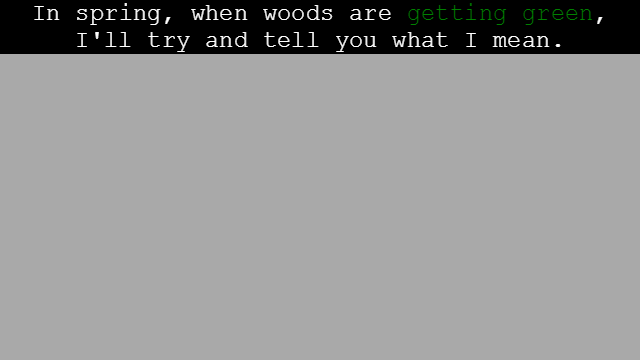 In spring, when woods are getting green,
I'll try and tell you what I mean.